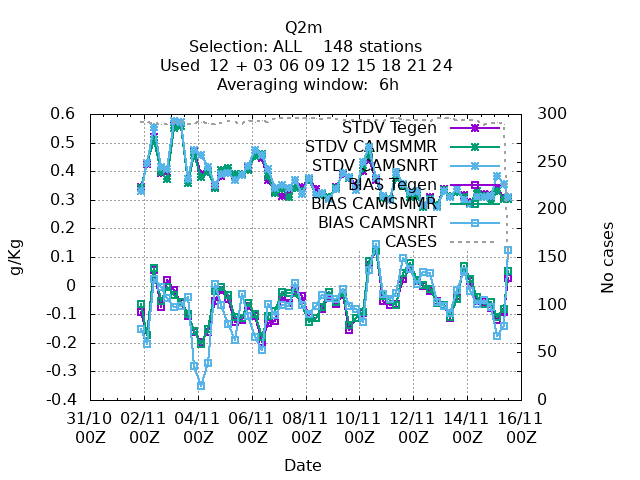 Q2m
Selection: ALL 148 stations
Used 12 + 03 06 09 12 15 18 21 24
Averaging window: 6h
0.6
0.5
0.4
0.3
0.2
0.1
0
-0.1
-0.2
-0.3
-0.4
g/Kg
STDV Tegen
STDV CAMSMMR
STDV CAMSNRT
BIAS Tegen
BIAS CAMSMMR
BIAS CAMSNRT
CASES
300
250
200
150
100
50
0
No cases
31/10 02/11 04/11 06/11 08/11 10/11 12/11 14/11 16/11
00Z 00Z 00Z 00Z 00Z 00Z 00Z 00Z 00Z
Date